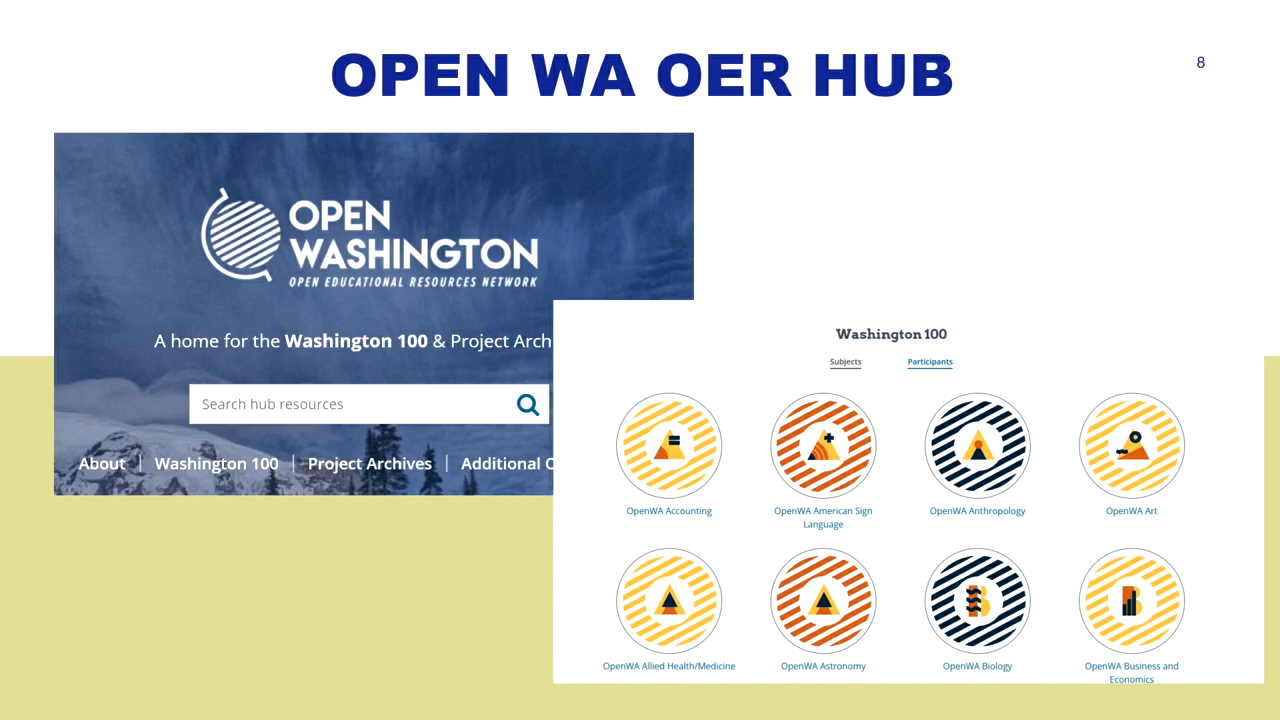 OPEN WA OER HUB
8
OPEN
WASHINGTON
OPEN EDUCATIONAL RESOURCES NETWORK
A home for the Washington 100 & Project Arch
Search hub resources
About | Washington 100 | Project Archives | Additional C
Washington 100
Subjects Participants
OpenWA Accounting
OpenWA American Sign
Language
OpenWA Anthropology
OpenWA Art
OpenWA Allied Health/Medicine
OpenWA Astronomy
OpenWA Biology
OpenWA Business and
Economics